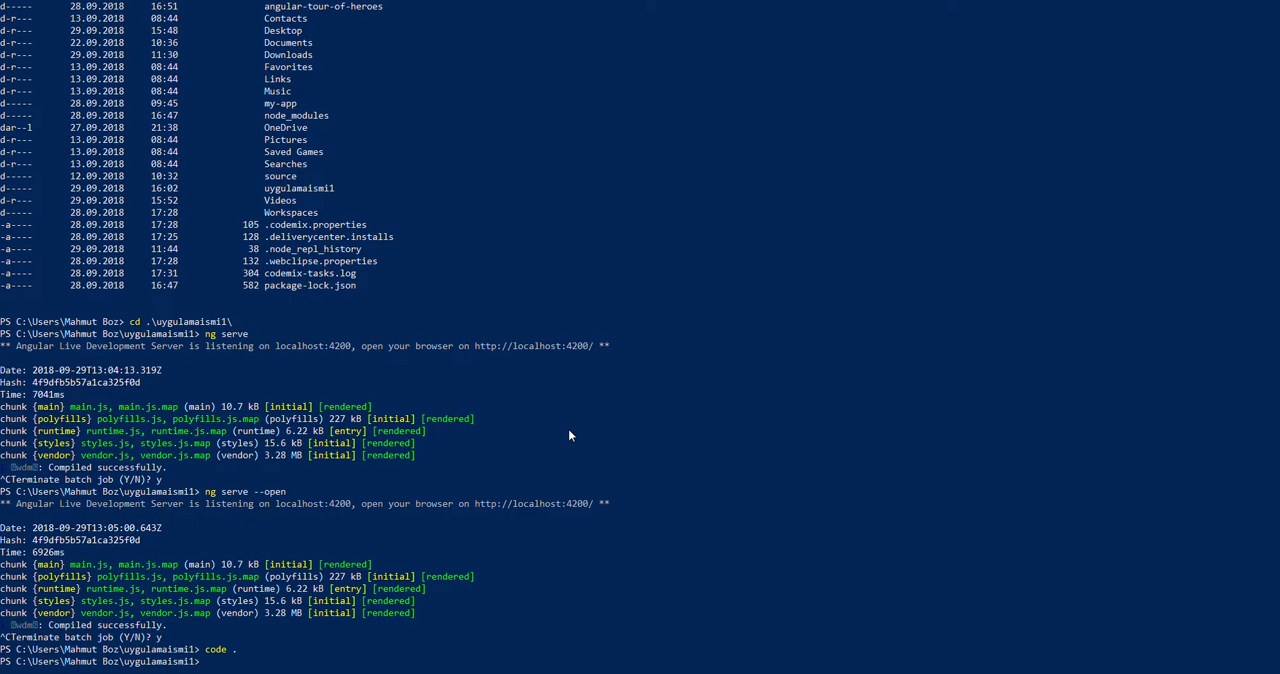 d-----       28.09.2018     16:51                angular-tour-of-heroes
d-r---       13.09.2018     08:44                Contacts
d-r---       29.09.2018     15:48                Desktop
d-r---       22.09.2018     10:36                Documents
d-r---       29.09.2018     11:30                Downloads
d-r---       13.09.2018     08:44                Favorites
d-r---       13.09.2018     08:44                Links
d-r---       13.09.2018     08:44                Music
d-----       28.09.2018     09:45                my-app
d-----       28.09.2018     16:47                node_modules
dar--l       27.09.2018     21:38                OneDrive
d-r---       13.09.2018     08:44                Pictures
d-r---       13.09.2018     08:44                Saved Games
d-r---       13.09.2018     08:44                Searches
d-----       12.09.2018     10:32                source
d-----       29.09.2018     16:02                uygulamaismi1
d-r---       29.09.2018     15:52                Videos
d-----       28.09.2018     17:28                Workspaces
-a----       28.09.2018     17:28            105 .codemix.properties
-a----       28.09.2018     17:25            128 .deliverycenter.installs
-a----       29.09.2018     11:44             38 .node_repl_history
-a----       28.09.2018     17:28            132 .webclipse.properties
-a----       28.09.2018     17:31            304 codemix-tasks.log
-a----       28.09.2018     16:47            582 package-lock.json
PS C:\Users\Mahmut Boz> cd .\uygulamaismi1\
PS C:\Users\Mahmut Boz\uygulamaismi1> ng serve
** Angular Live Development Server is listening on localhost:4200, open your browser on http://localhost:4200/ **
Date: 2018-09-29T13:04:13.319Z
Hash: 4f9dfb5b57a1ca325f0d
Time: 7041ms
chunk {main} main.js, main.js.map (main) 10.7 kB [initial] [rendered]
chunk {polyfills} polyfills.js, polyfills.js.map (polyfills) 227 kB [initial] [rendered]
chunk {runtime} runtime.js, runtime.js.map (runtime) 6.22 kB [entry] [rendered]
chunk {styles} styles.js, styles.js.map (styles) 15.6 kB [initial] [rendered]
chunk {vendor} vendor.js, vendor.js.map (vendor) 3.28 MB [initial] [rendered]
wdm: Compiled successfully.
^CTerminate batch job (Y/N)? y
PS C:\Users\Mahmut Boz\uygulamaismi1> ng serve --open
** Angular Live Development Server is listening on localhost:4200, open your browser on http://localhost:4200/ **
Date: 2018-09-29T13:05:00.643Z
Hash: 4f9dfb5b57a1ca325f0d
Time: 6926ms
chunk {main} main.js, main.js.map (main) 10.7 kB [initial] [rendered]
chunk {polyfills} polyfills.js, polyfills.js.map (polyfills) 227 kB [initial] [rendered]
chunk {runtime} runtime.js, runtime.js.map (runtime) 6.22 kB [entry] [rendered]
chunk {styles} styles.js, styles.js.map (styles) 15.6 kB [initial] [rendered]
chunk {vendor} vendor.js, vendor.js.map (vendor) 3.28 MB [initial] [rendered]
wdm: Compiled successfully.
^CTerminate batch job (Y/N)? y
PS C:\Users\Mahmut Boz\uygulamaismi1> code .
PS C:\Users\Mahmut Boz\uygulamaismi1>